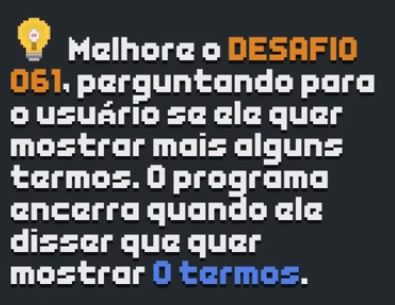 Melhore o DESAFIO
061, perguntando para
o usuário se ele quer
mostrar mais alguns
termos. O programa
encerra quando ele
disser que quer
mostrar 0 termos.